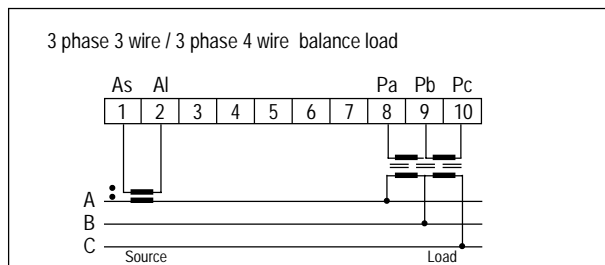 3 phase 3 wire / 3 phase 4 wire balance load
As Al Pa Pb Pc
1 2 3 4 5 6 7 8 9 10
A
B
C
Source Load